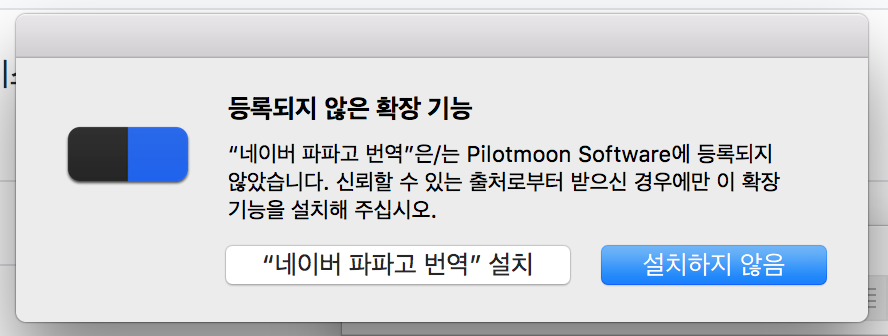 등록되지 않은 확장 기능
“네이버 파파고 번역”은/는 Pilotmoon Software에 등록되지
않았습니다. 신뢰할 수 있는 출처로부터 받으신 경우에만 이 확장
기능을 설치해 주십시오.
“네이버 파파고 번역” 설치
설치하지 않음